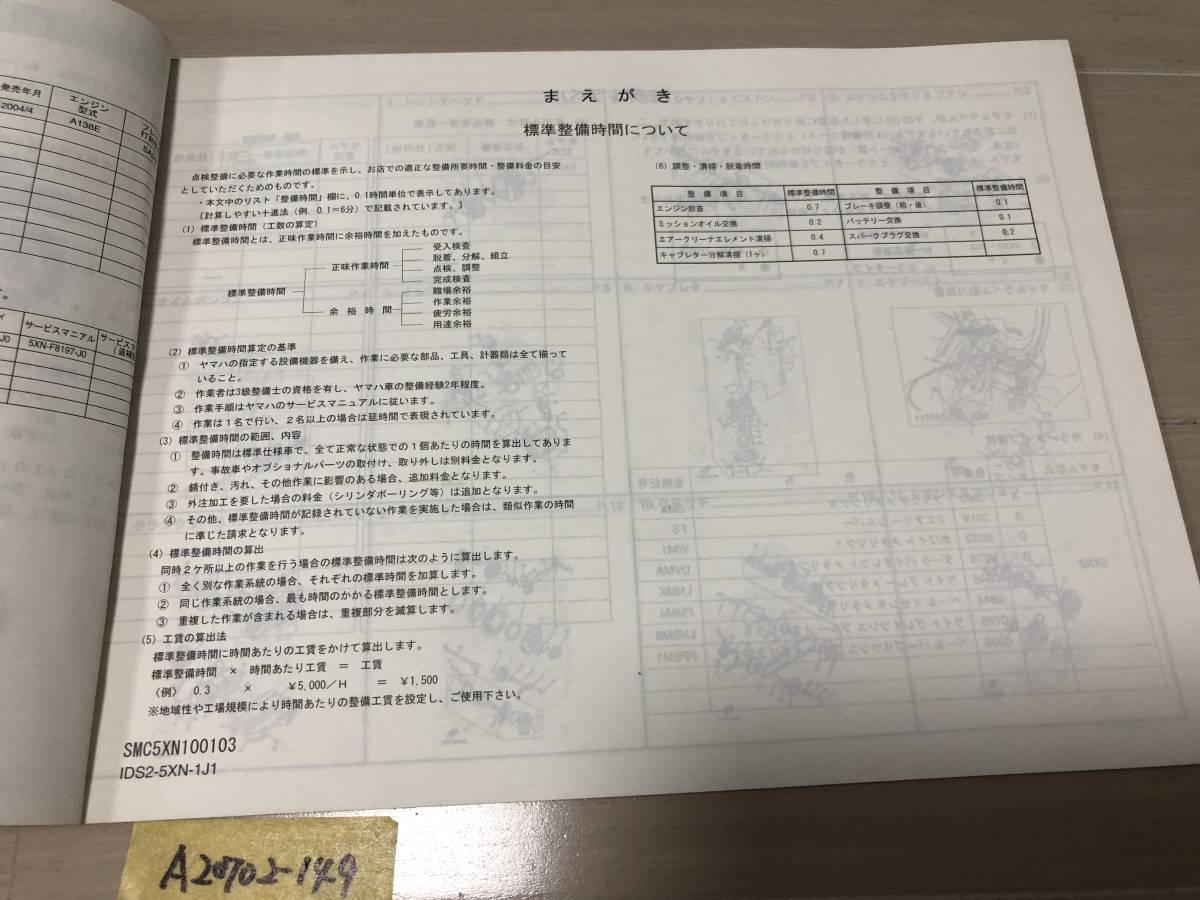 発売年月
エンジン
型式
2004/4
A138E
す。
サービスマニアル
5XN-F8197-J0
まえがき
標準整備時間について
点検整備に必要な作業時間の標準を示し、お店での適正な整備所要時間・整備料金の目安
としていただくためのものです。
・本文中のリスト「整備時間」欄に、0.1時間単位で表示してあります。
［計算しやすい十進法（例. 0.1＝6分）で記載されています。］
(1) 標準整備時間（工数の算定）
標準整備時間とは、正味作業時間に余裕時間を加えたものです。
標準整備時間
正味作業時間
受入検査
脱着、分解、組立
点検、調整
完成検査
余裕時間
職場余裕
作業余裕
疲労余裕
用達余裕
(2) 標準整備時間算定の基準
① ヤマハの指定する設備機器を備え、作業に必要な部品、工具、計器類は全て揃って
いること。
② 作業者は3級整備士の資格を有し、ヤマハ車の整備経験2年程度。
③ 作業手順はヤマハのサービスマニュアルに従います。
④ 作業は１名で行い、２名以上の場合は延時間で表現されています。
(3) 標準整備時間の範囲、内容
① 整備時間は標準仕様車で、全て正常な状態での１個あたりの時間を算出してありま
す。事故車やオプショナルパーツの取付け、取り外しは別料金となります。
② 錆付き、汚れ、その他作業に影響のある場合、追加料金となります。
③ 外注加工を要した場合の料金（シリンダボーリング等）は追加となります。
④ その他、標準整備時間が記録されていない作業を実施した場合は、類似作業の時間
に準じた請求となります。
(4) 標準整備時間の算出
同時２ケ所以上の作業を行う場合の標準整備時間は次のように算出します。
① 全く別な作業系統の場合、それぞれの標準時間を加算します。
② 同じ作業系統の場合、最も時間のかかる標準整備時間とします。
③ 重複した作業が含まれる場合は、重複部分を減算します。
(5) 工賃の算出法
標準整備時間に時間あたりの工賃をかけて算出します。
標準整備時間 × 時間あたり工賃 ＝ 工賃
〈例〉 0.3 × ￥5,000／H ＝ ￥1,500
※地域性や工場規模により時間あたりの整備工賃を設定し、ご使用下さい。
SMC5XN100103
IDS2-5XN-1J1
(6) 調整・清掃・脱着時間
整備項目 標準整備時間 整備項目 標準整備時間
エンジン脱着 0.7 ブレーキ調整（前・後） 0.1
ミッションオイル交換 0.2 バッテリー交換 0.1
エアークリーナエレメント清掃 0.4 スパークプラグ交換 0.2
キャブレター分解清掃（1ヶ） 0.7
A28702-149